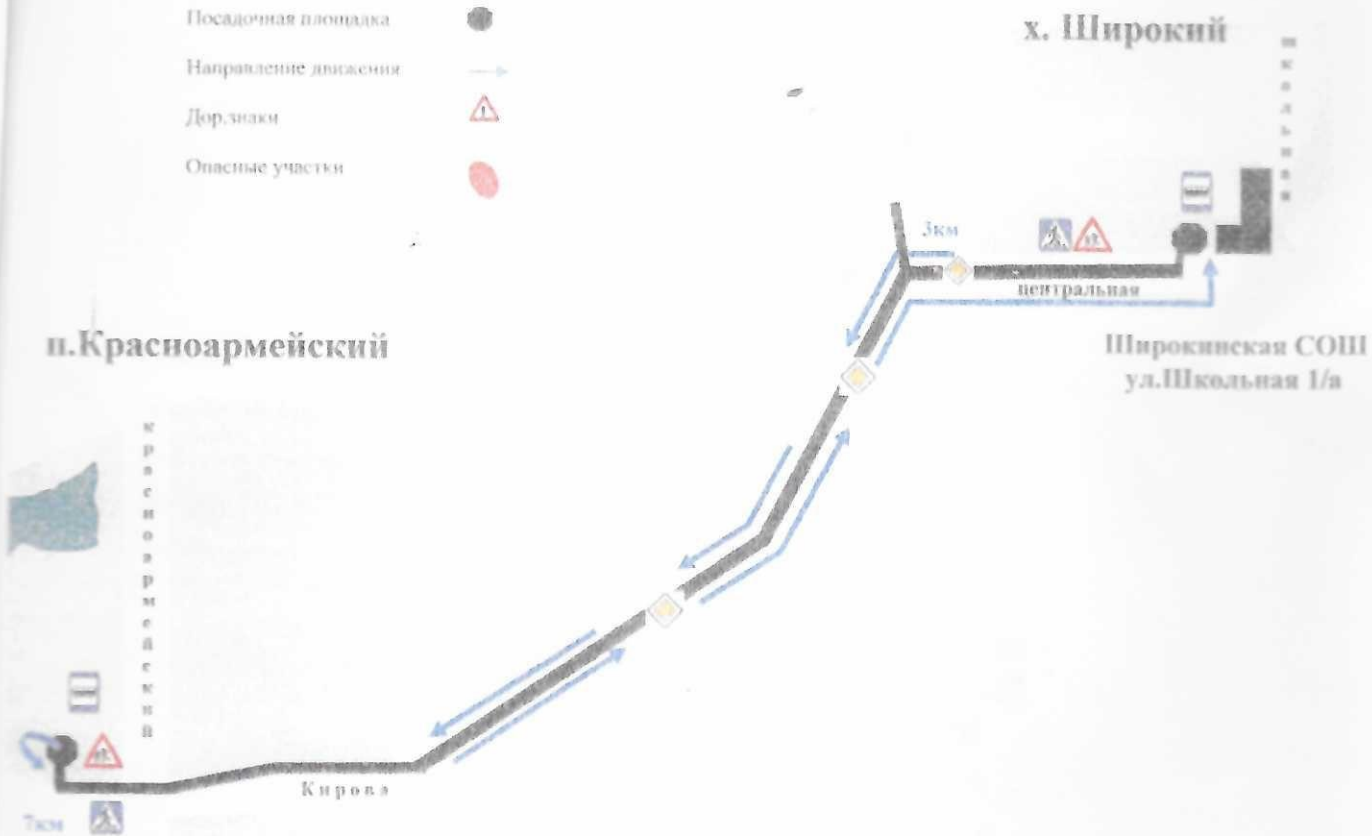 Посадочная площадка
Направление движения
Дор.знаки
Опасные участки
х. Широкий
школьная
3км
центральная
Широкинская СОШ
ул.Школьная 1/а
п.Красноармейский
красноармейский
Кирова
7км